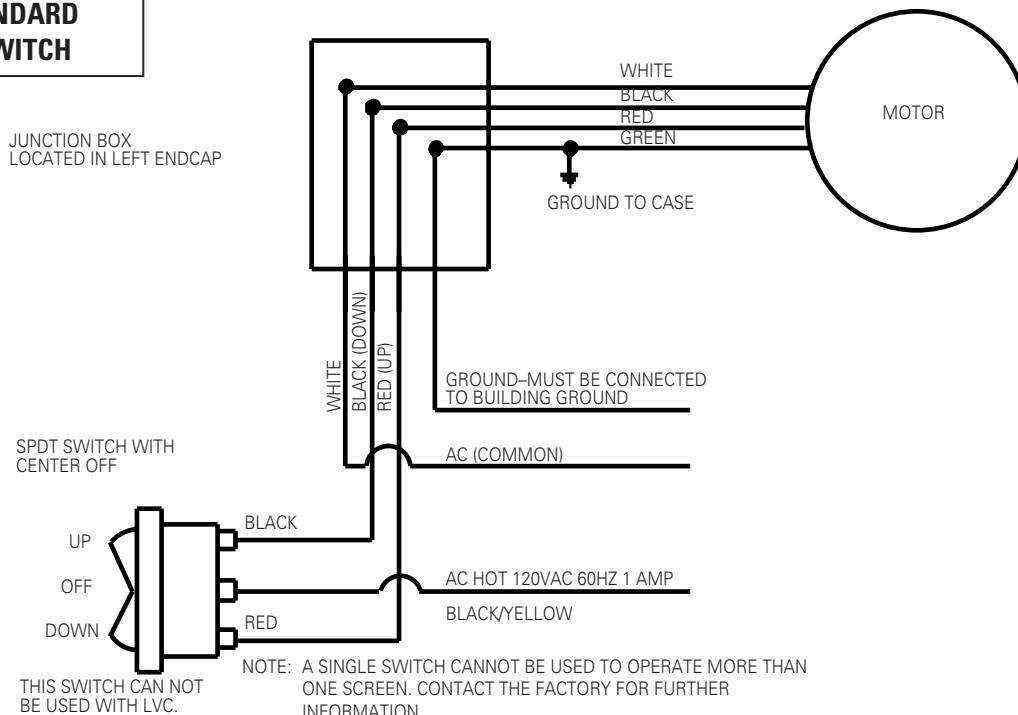 NDARD
WITCH
WHITE
BLACK
RED
GREEN
MOTOR
JUNCTION BOX
LOCATED IN LEFT ENDCAP
GROUND TO CASE
WHITE
BLACK (DOWN)
RED (UP)
GROUND–MUST BE CONNECTED
TO BUILDING GROUND
AC (COMMON)
SPDT SWITCH WITH
CENTER OFF
BLACK
UP
OFF
DOWN
RED
AC HOT 120VAC 60HZ 1 AMP
BLACK/YELLOW
THIS SWITCH CAN NOT
BE USED WITH LVC.
NOTE: A SINGLE SWITCH CANNOT BE USED TO OPERATE MORE THAN
ONE SCREEN. CONTACT THE FACTORY FOR FURTHER
INFORMATION